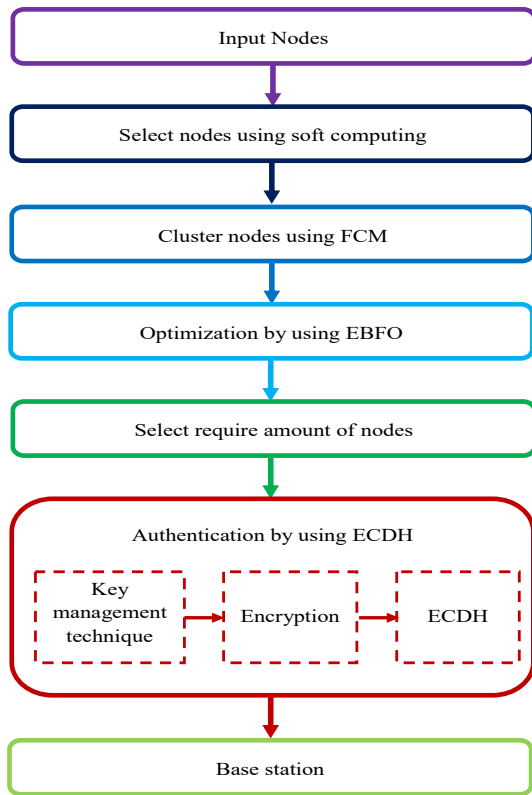 Input Nodes
Select nodes using soft computing
Cluster nodes using FCM
Optimization by using EBFO
Select require amount of nodes
Authentication by using ECDH
Key
management
technique
Encryption
ECDH
Base station